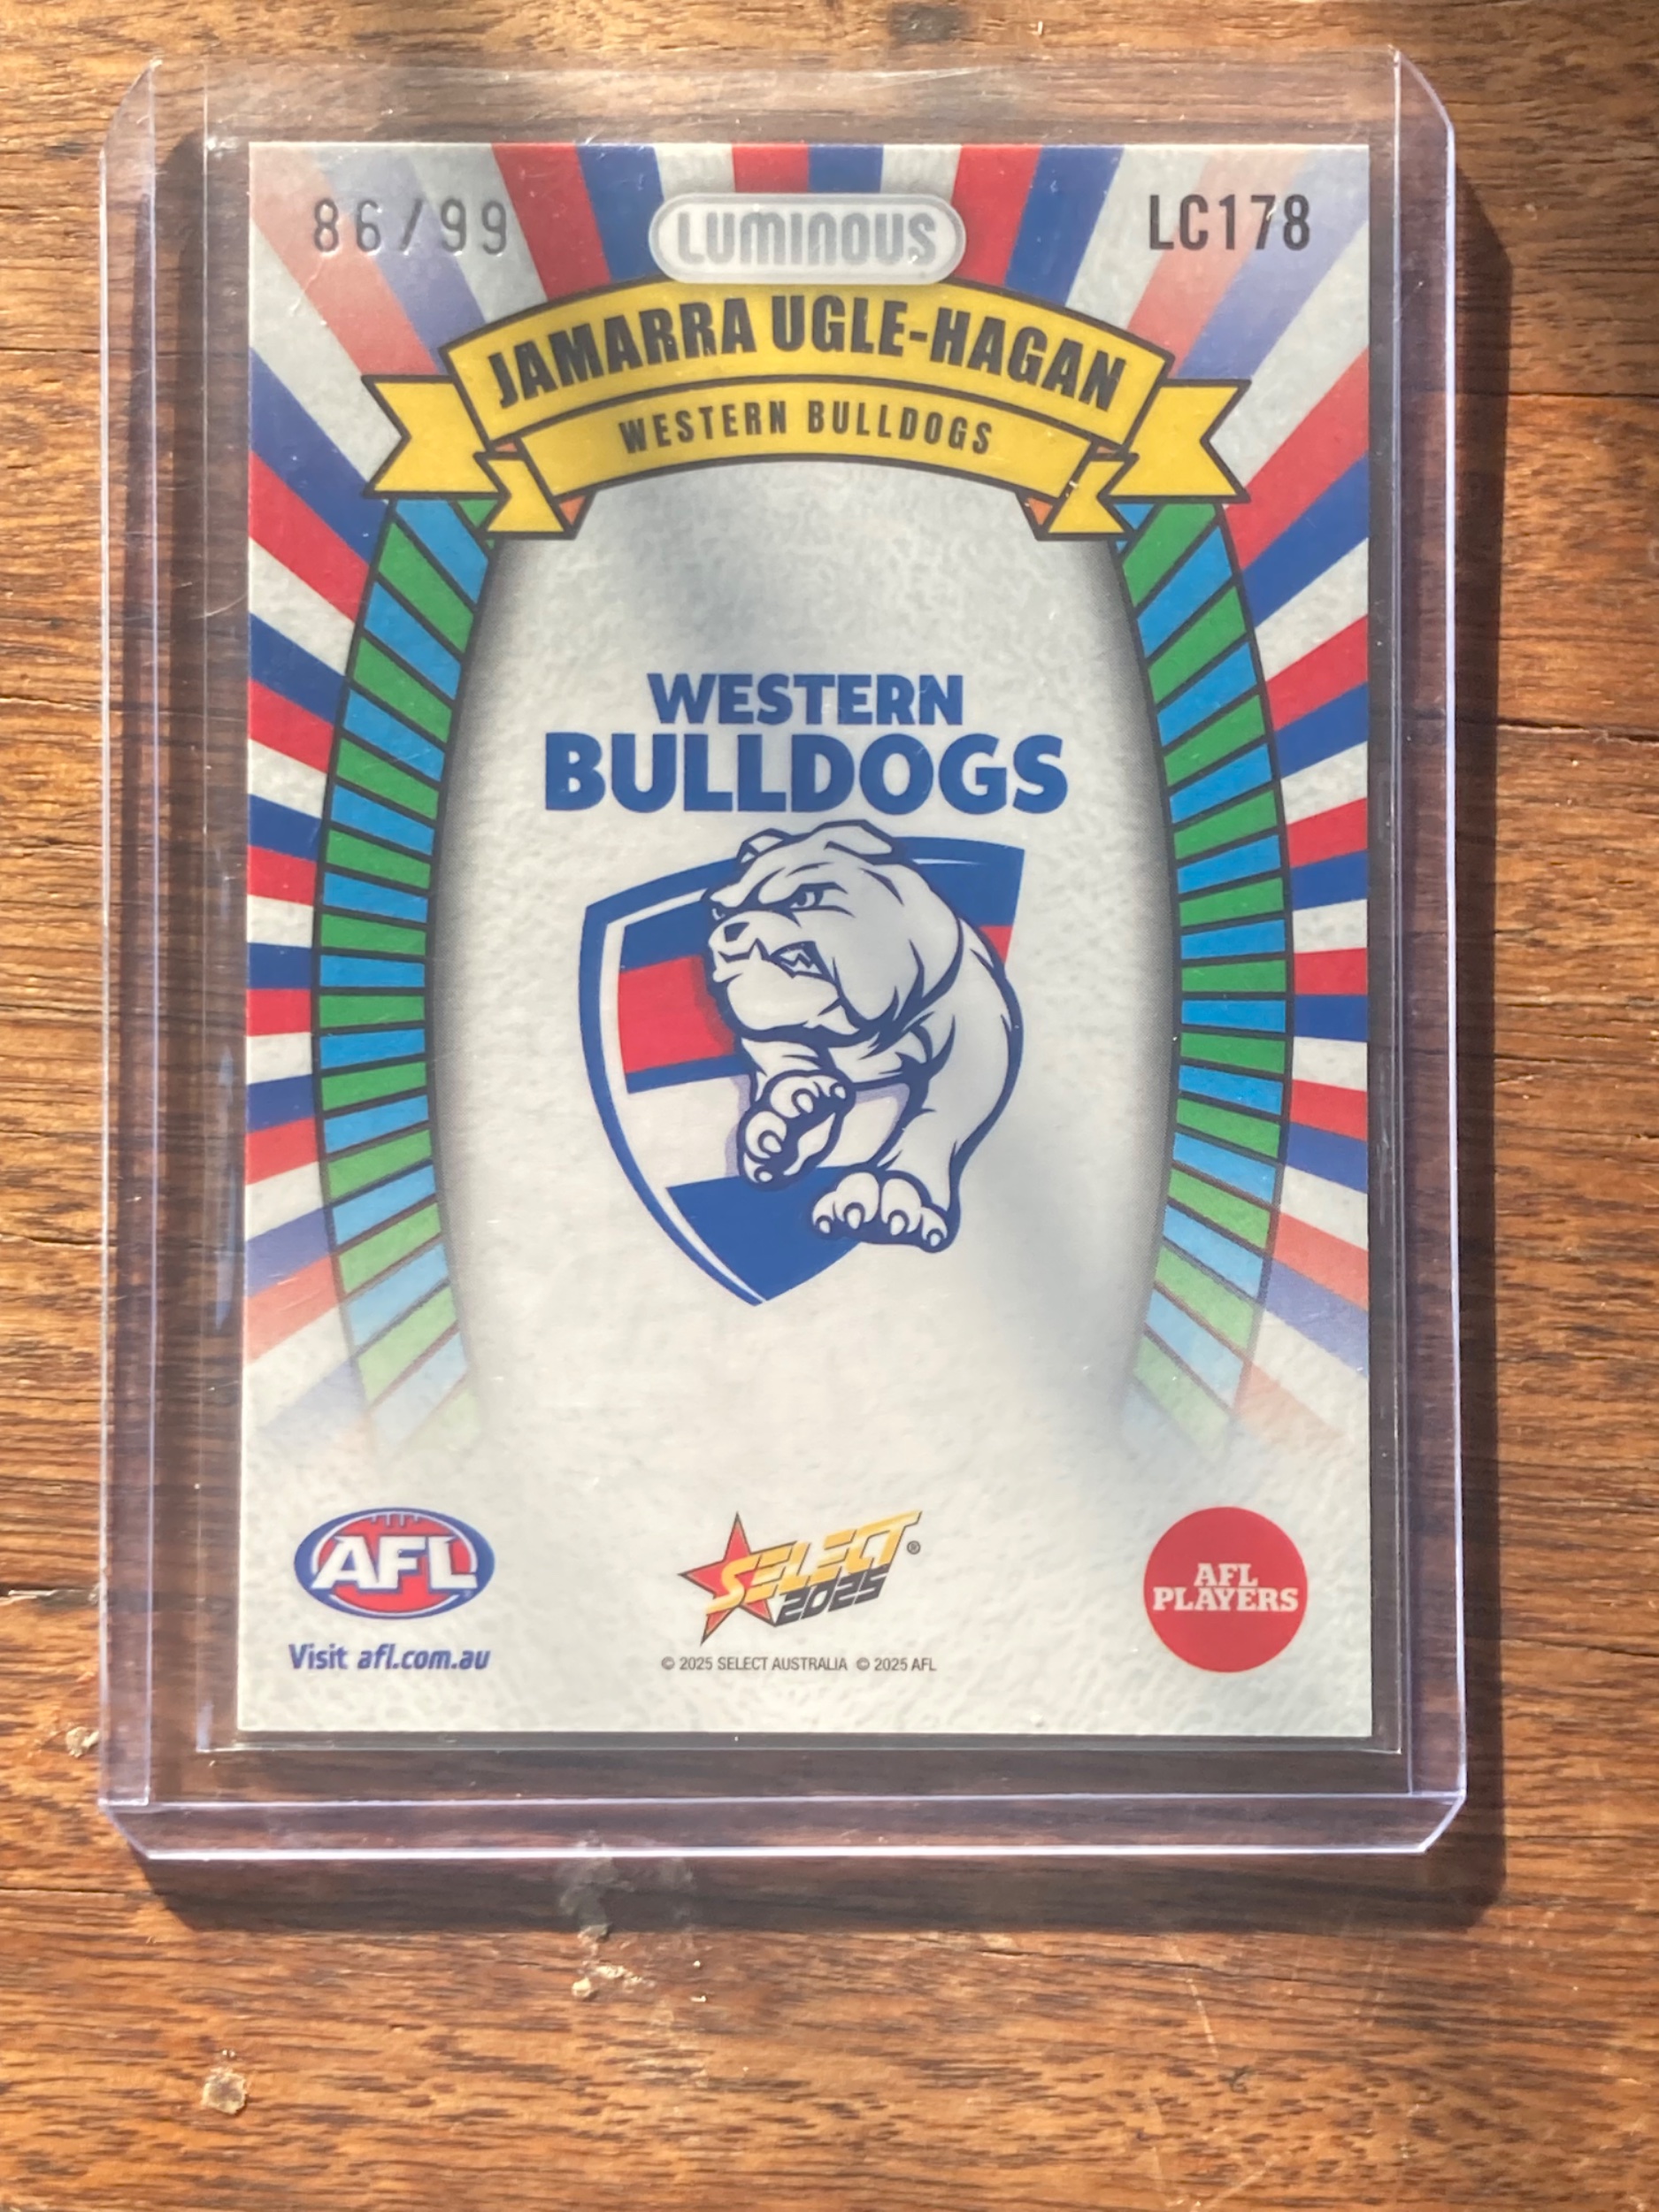 86/99
LUMINOUS
LC178
JAMARRA UGLE-HAGAN
WESTERN BULLDOGS
WESTERN
BULLDOGS
AFL
Visit afl.com.au
SELECT ®
2025
© 2025 SELECT AUSTRALIA © 2025 AFL
AFL
PLAYERS